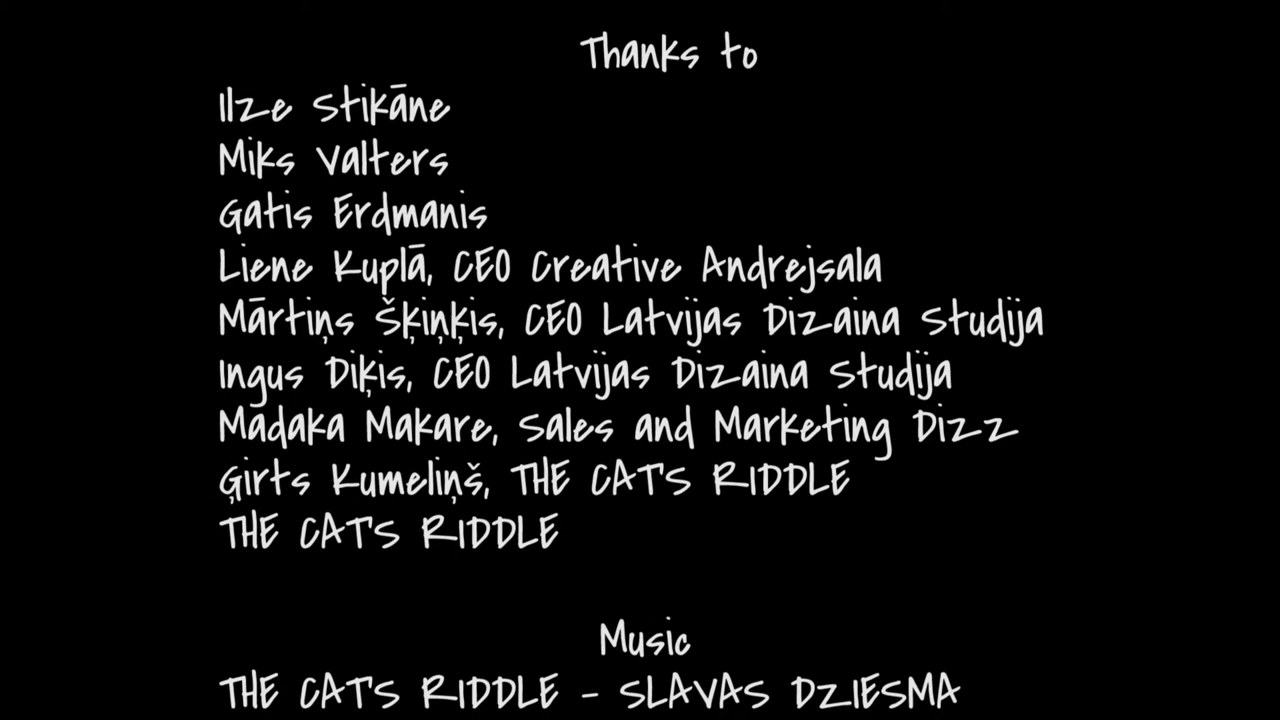 Thanks to
Ilze Stikāne
Miks Valters
Gatis Erdmanis
Liene Kuplā, CEO Creative Andrejsala
Mārtiņs Šķiņķis, CEO Latvijas Dizaina Studija
Ingus Diķis, CEO Latvijas Dizaina Studija
Madaka Makare, Sales and Marketing Dizz
Ģirts Kumeliņš, THE CAT'S RIDDLE
THE CAT'S RIDDLE
Music
THE CAT'S RIDDLE - SLAVAS DZIESMA